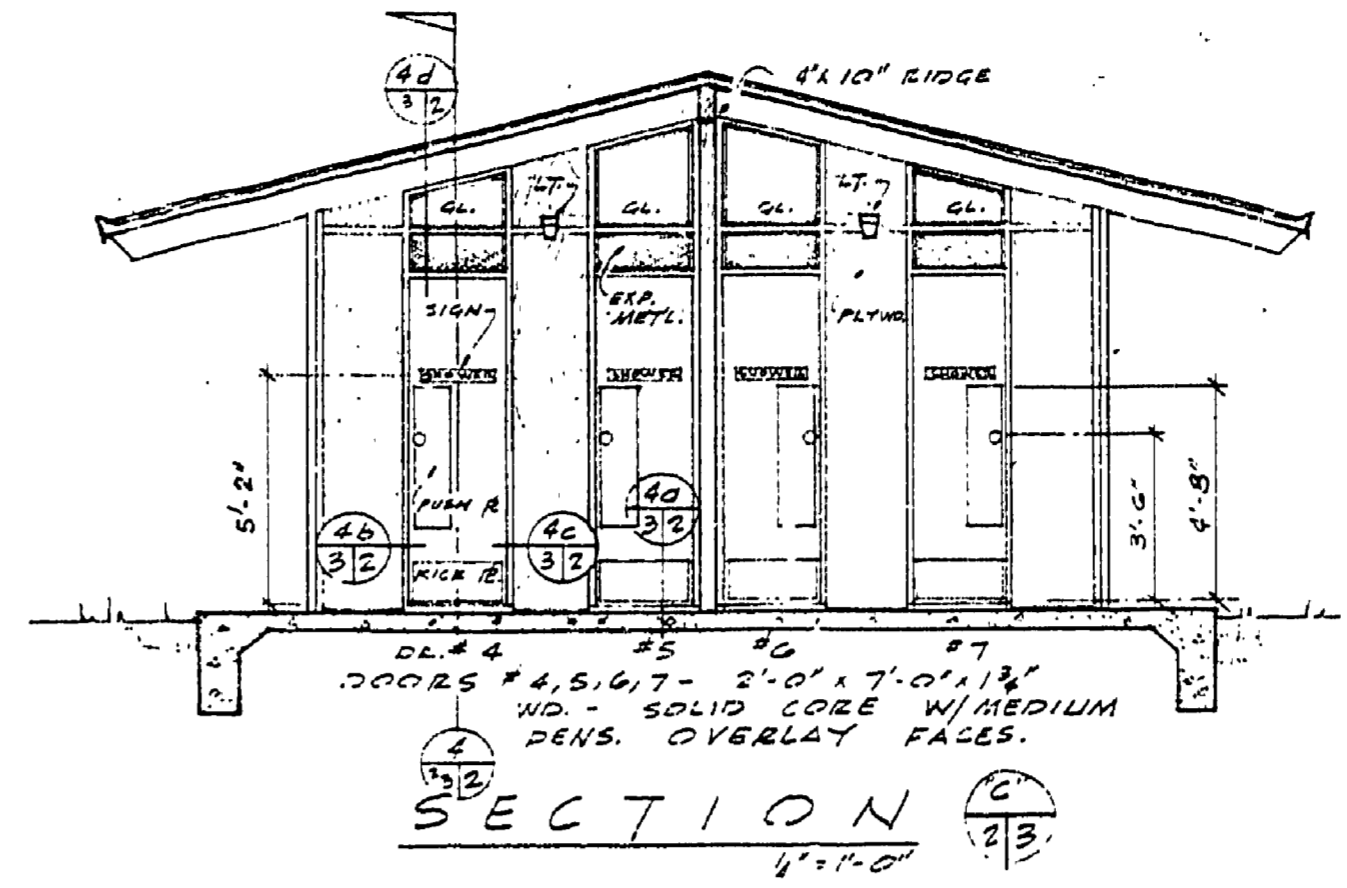 4d
3 2
4"x 10" RIDGE
LT.
LT.
GL.
GL.
GL.
GL.
SIGN
EXP.
METL.
PLYWD.
SHOWER
SHOWER
SHOWER
SHOWER
5'-2"
3'-6"
4'-8"
PUSH PL
4a
3 2
4b
3 2
4c
3 2
KICK PL
DR. # 4
#5
#6
#7
DOORS # 4, 5, 6, 7 - 2'-0" x 7'-0" x 1 3/4"
WD. - SOLID CORE W/ MEDIUM
DENS. OVERLAY FACES.
4
2
SECTION
"C"
2 3
1/4" = 1'-0"